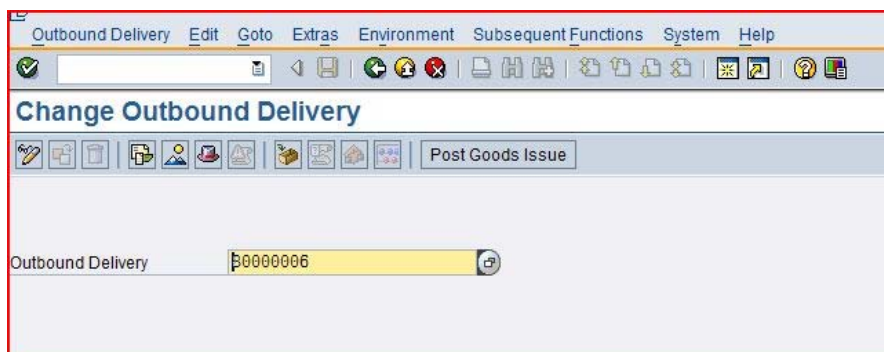 Outbound Delivery Edit Goto Extras Environment Subsequent Functions System Help
Change Outbound Delivery
Post Goods Issue
Outbound Delivery 80000006